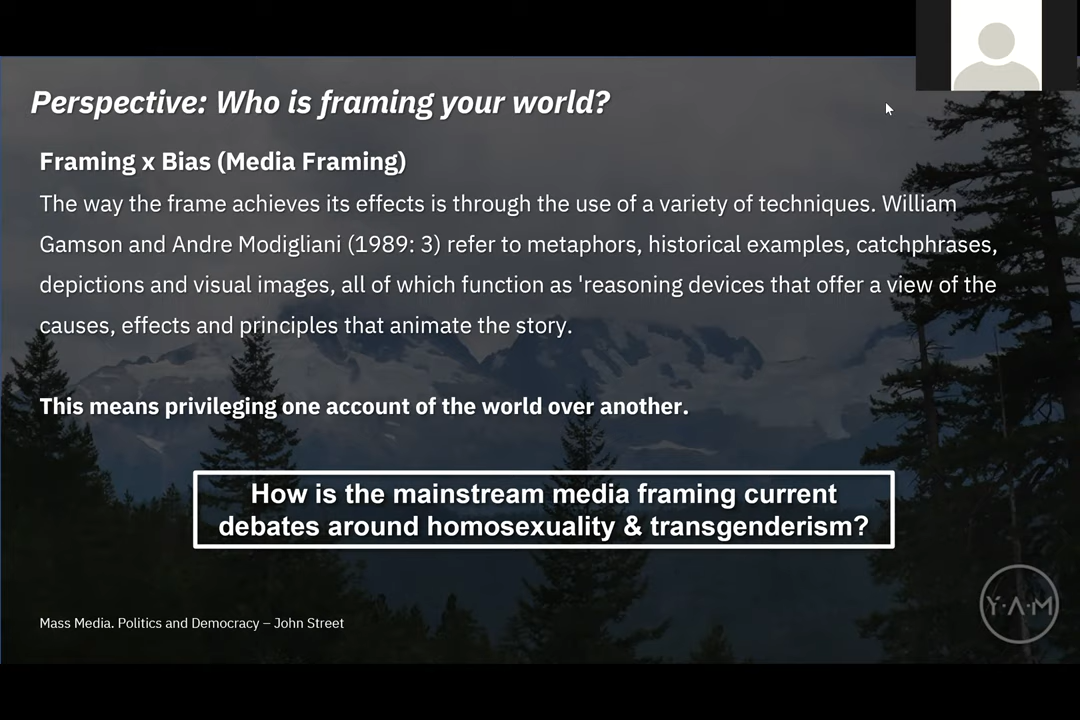 Perspective: Who is framing your world?
Framing x Bias (Media Framing)
The way the frame achieves its effects is through the use of a variety of techniques. William
Gamson and Andre Modigliani (1989: 3) refer to metaphors, historical examples, catchphrases,
depictions and visual images, all of which function as 'reasoning devices that offer a view of the
causes, effects and principles that animate the story.
This means privileging one account of the world over another.
How is the mainstream media framing current
debates around homosexuality & transgenderism?
Y·A·M
Mass Media. Politics and Democracy – John Street